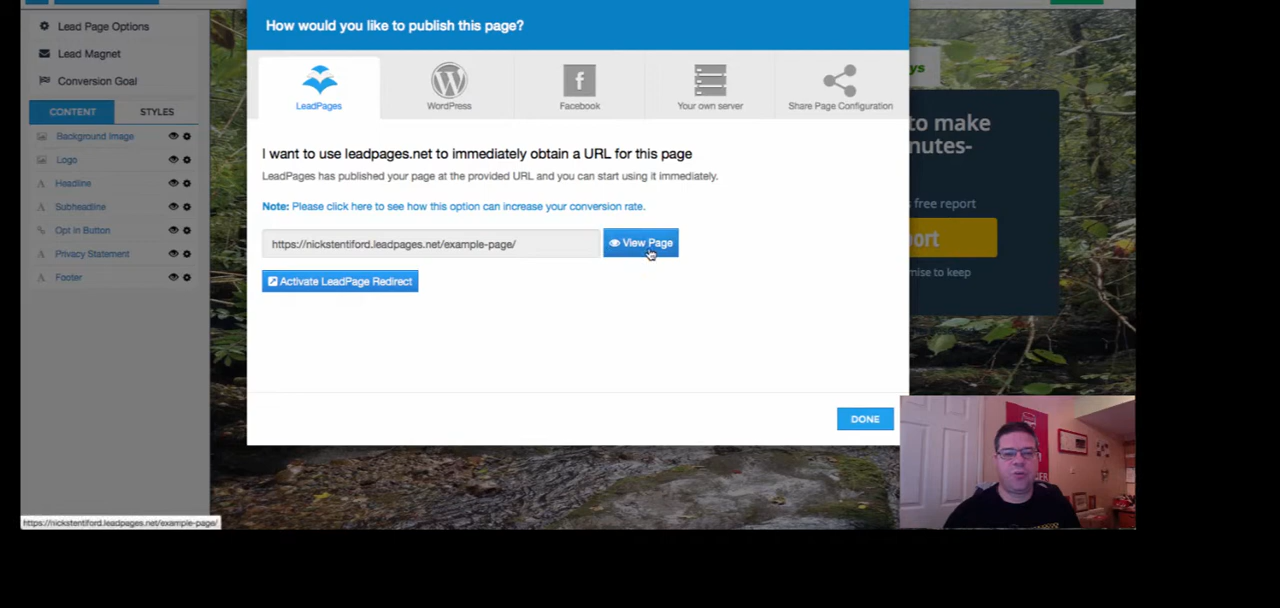 How would you like to publish this page?
Lead Page Options
Lead Magnet
Conversion Goal
CONTENT
STYLES
Background Image
Logo
Headline
Subheadline
Opt In Button
Privacy Statement
Footer
LeadPages
WordPress
Facebook
Your own server
Share Page Configuration
I want to use leadpages.net to immediately obtain a URL for this page
LeadPages has published your page at the provided URL and you can start using it immediately.
Note: Please click here to see how this option can increase your conversion rate.
https://nickstentiford.leadpages.net/example-page/
View Page
Activate LeadPage Redirect
DONE
ys
to make
nutes-
free report
port
mise to keep
https://nickstentiford.leadpages.net/example-page/